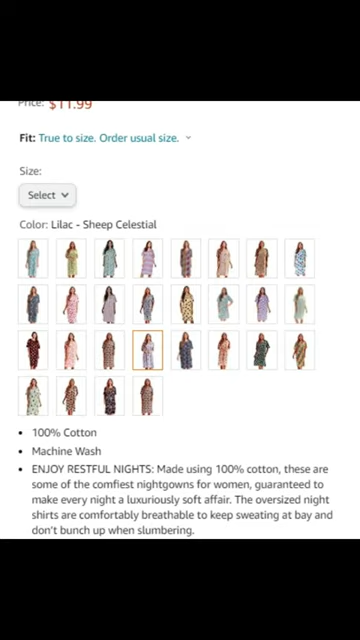 Price: $11.99
Fit: True to size. Order usual size.
Size:
Select
Color: Lilac - Sheep Celestial
• 100% Cotton
• Machine Wash
• ENJOY RESTFUL NIGHTS: Made using 100% cotton, these are
some of the comfiest nightgowns for women, guaranteed to
make every night a luxuriously soft affair. The oversized night
shirts are comfortably breathable to keep sweating at bay and
don't bunch up when slumbering.